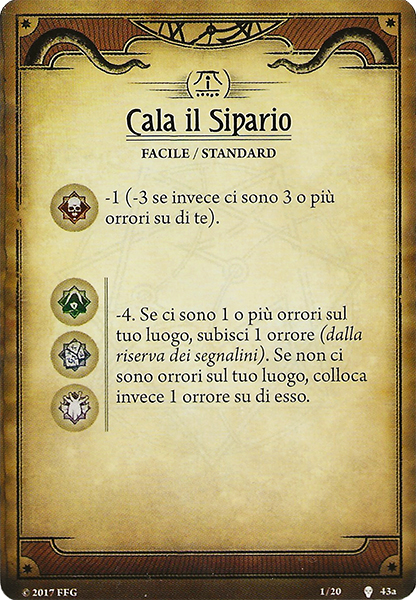 Cala il Sipario
FACILE / STANDARD
-1 (-3 se invece ci sono 3 o più
orrori su di te).
-4. Se ci sono 1 o più orrori sul
tuo luogo, subisci 1 orrore (dalla
riserva dei segnalini). Se non ci
sono orrori sul tuo luogo, colloca
invece 1 orrore su di esso.
© 2017 FFG
1/20
43a